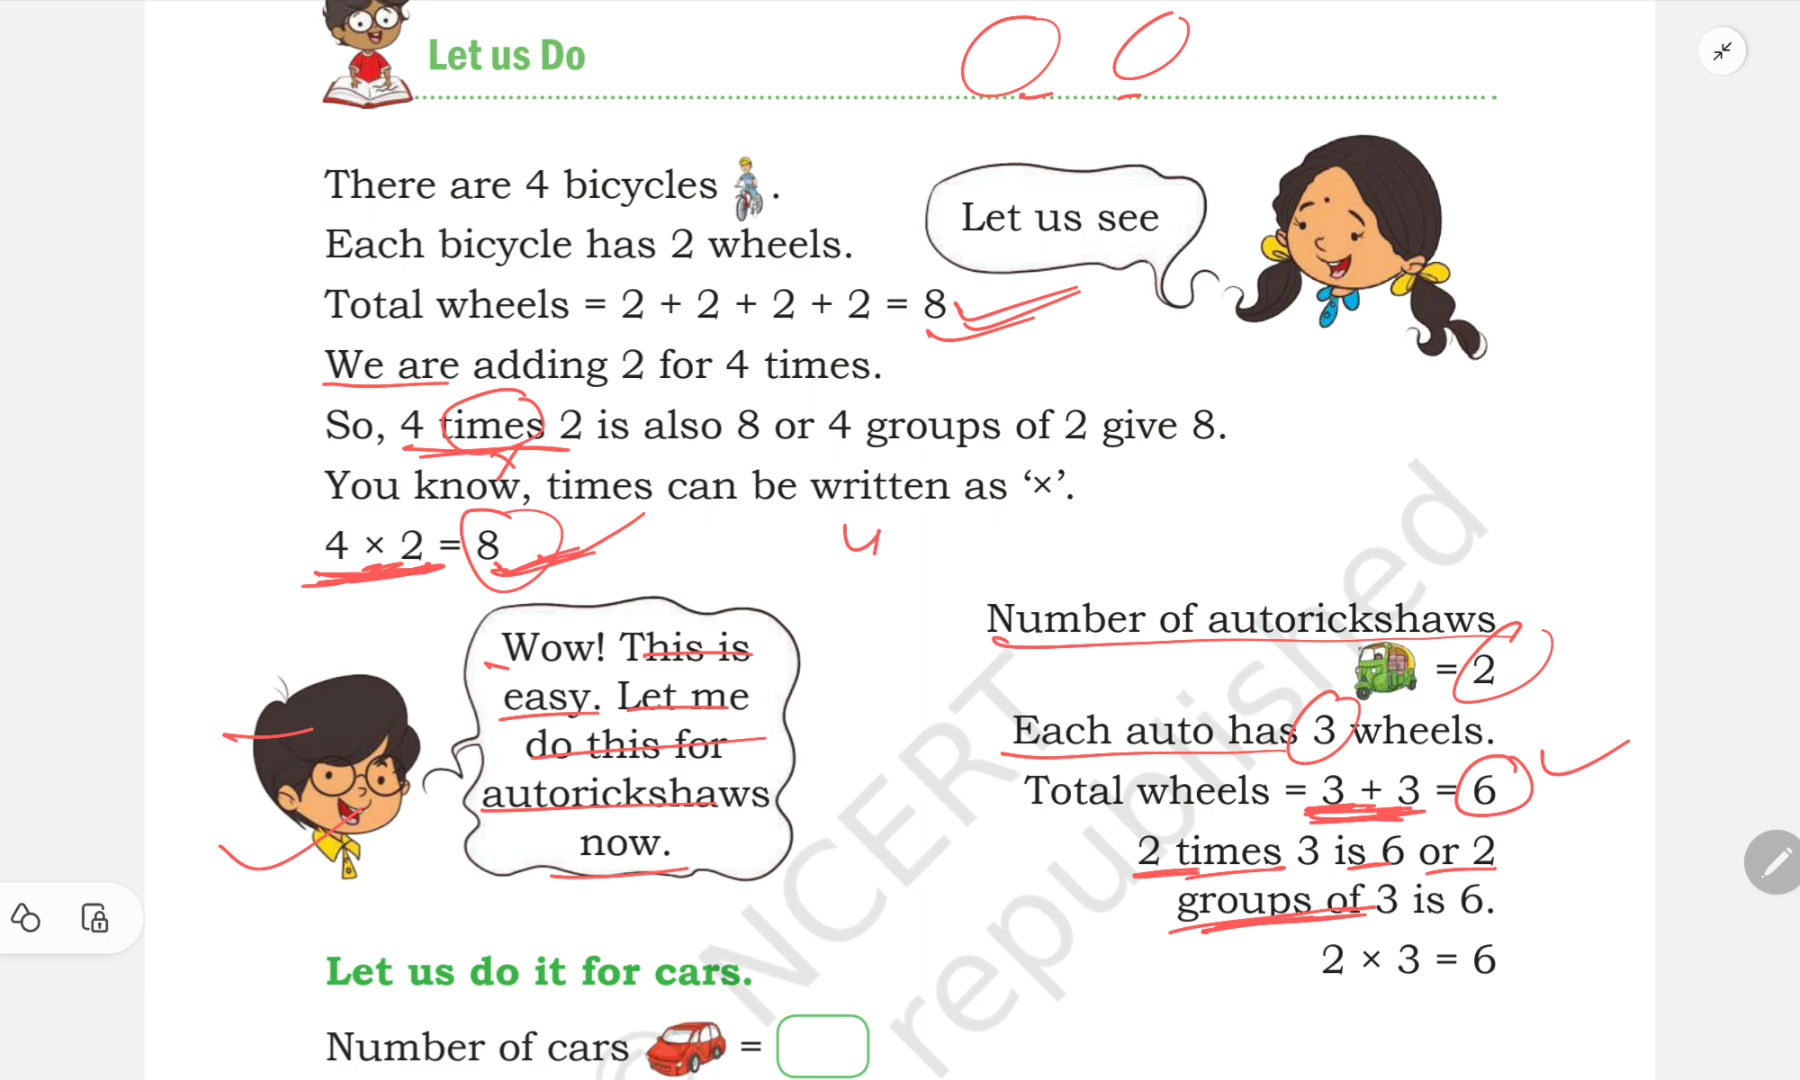 Let us Do
There are 4 bicycles .
Each bicycle has 2 wheels.
Total wheels = 2 + 2 + 2 + 2 = 8
We are adding 2 for 4 times.
So, 4 times 2 is also 8 or 4 groups of 2 give 8.
You know, times can be written as ‘×’.
4 × 2 = 8
Let us see
4
Wow! This is
easy. Let me
do this for
autorickshaws
now.
Number of autorickshaws
= 2
Each auto has 3 wheels.
Total wheels = 3 + 3 = 6
2 times 3 is 6 or 2
groups of 3 is 6.
2 × 3 = 6
Let us do it for cars.
Number of cars =
© NCERT
republished